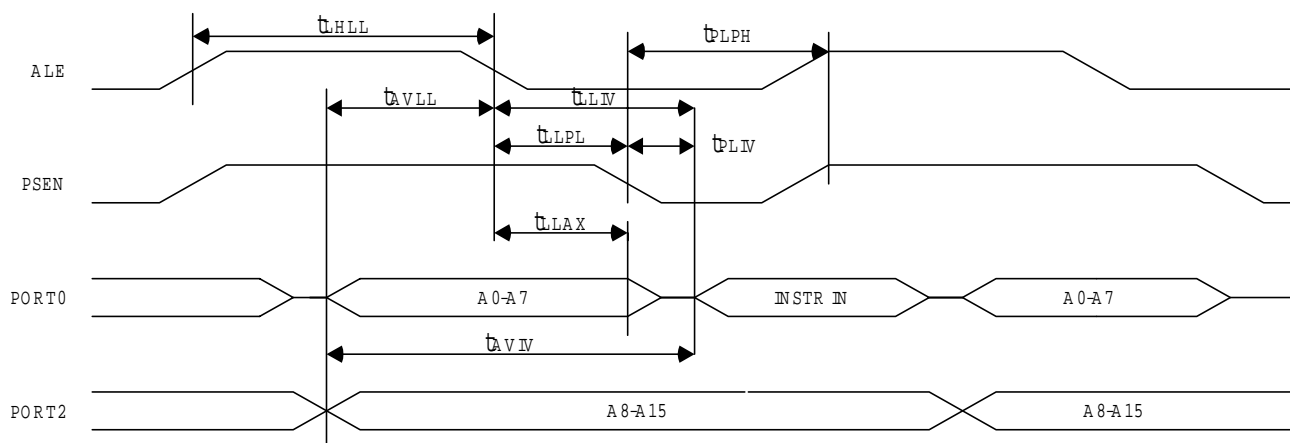 tLHLL
tPLPH
ALE
tAVLL
tLLIV
tLLPL
tPLIV
PSEN
tLLAX
PORT0
A0-A7
INSTR IN
A0-A7
tAVIV
PORT2
A8-A15
A8-A15